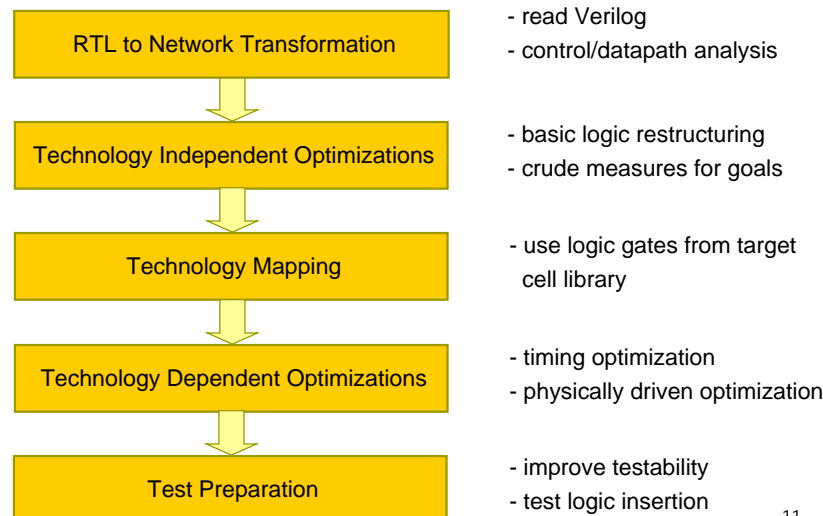 RTL to Network Transformation
- read Verilog
- control/datapath analysis
Technology Independent Optimizations
- basic logic restructuring
- crude measures for goals
Technology Mapping
- use logic gates from target
cell library
Technology Dependent Optimizations
- timing optimization
- physically driven optimization
Test Preparation
- improve testability
- test logic insertion
11